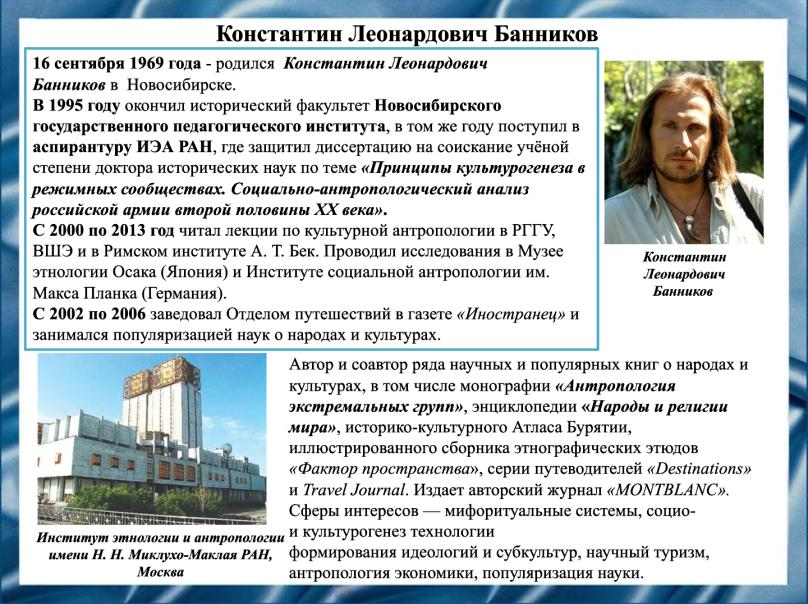 Константин Леонардович Банников
16 сентября 1969 года - родился Константин Леонардович
Банников в Новосибирске.
В 1995 году окончил исторический факультет Новосибирского
государственного педагогического института, в том же году поступил в
аспирантуру ИЭА РАН, где защитил диссертацию на соискание учёной
степени доктора исторических наук по теме «Принципы культурогенеза в
режимных сообществах. Социально-антропологический анализ
российской армии второй половины XX века».
С 2000 по 2013 год читал лекции по культурной антропологии в РГГУ,
ВШЭ и в Римском институте А. Т. Бек. Проводил исследования в Музее
этнологии Осака (Япония) и Институте социальной антропологии им.
Макса Планка (Германия).
С 2002 по 2006 заведовал Отделом путешествий в газете «Иностранец» и
занимался популяризацией наук о народах и культурах.
Константин
Леонардович
Банников
Автор и соавтор ряда научных и популярных книг о народах и
культурах, в том числе монографии «Антропология
экстремальных групп», энциклопедии «Народы и религии
мира», историко-культурного Атласа Бурятии,
иллюстрированного сборника этнографических этюдов
«Фактор пространства», серии путеводителей «Destinations»
и Travel Journal. Издает авторский журнал «MONTBLANC».
Сферы интересов — мифоритуальные системы, социо-
и культурогенез технологии
формирования идеологий и субкультур, научный туризм,
антропология экономики, популяризация науки.
Институт этнологии и антропологии
имени Н. Н. Миклухо-Маклая РАН,
Москва